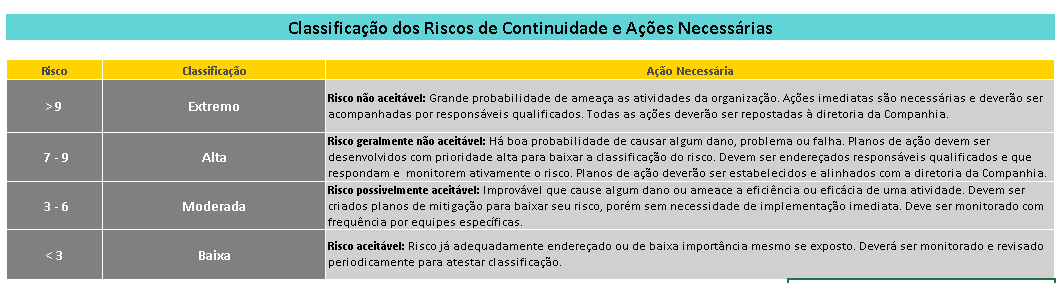 Classificação dos Riscos de Continuidade e Ações Necessárias
Risco Classificação Ação Necessária
> 9 Extremo
Risco não aceitável: Grande probabilidade de ameaça as atividades da organização. Ações imediatas são necessárias e deverão ser
acompanhadas por responsáveis qualificados. Todas as ações deverão ser repostadas à diretoria da Companhia.
7 - 9 Alta
Risco geralmente não aceitável: Há boa probabilidade de causar algum dano, problema ou falha. Planos de ação devem ser
desenvolvidos com prioridade alta para baixar a classificação do risco. Devem ser endereçados responsáveis qualificados e que
respondam e monitorem ativamente o risco. Planos de ação deverão ser estabelecidos e alinhados com a diretoria da Companhia.
3 - 6 Moderada
Risco possivelmente aceitável: Improvável que cause algum dano ou ameace a eficiência ou eficácia de uma atividade. Devem ser
criados planos de mitigação para baixar seu risco, porém sem necessidade de implementação imediata. Deve ser monitorado com
frequência por equipes específicas.
< 3 Baixa
Risco aceitável: Risco já adequadamente endereçado ou de baixa importância mesmo se exposto. Deverá ser monitorado e revisado
periodicamente para atestar classificação.